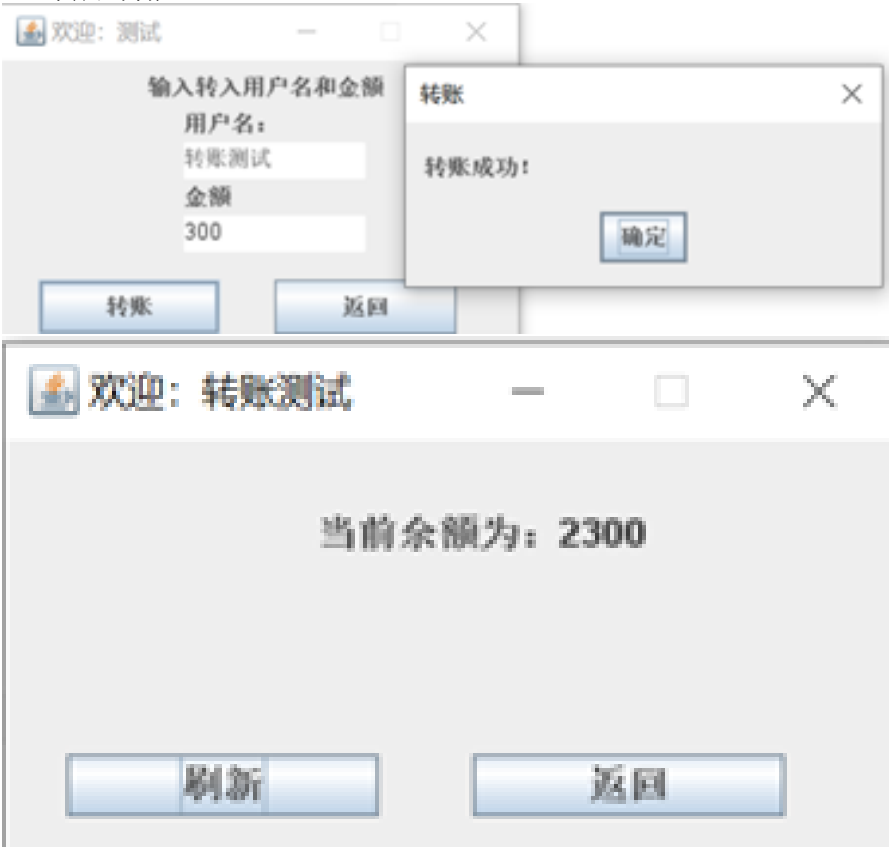 欢迎：测试
输入转入用户名和金额
用户名：
转账测试
金额
300
转账
返回
转账
转账成功！
确定
欢迎：转账测试
当前余额为：2300
刷新
返回